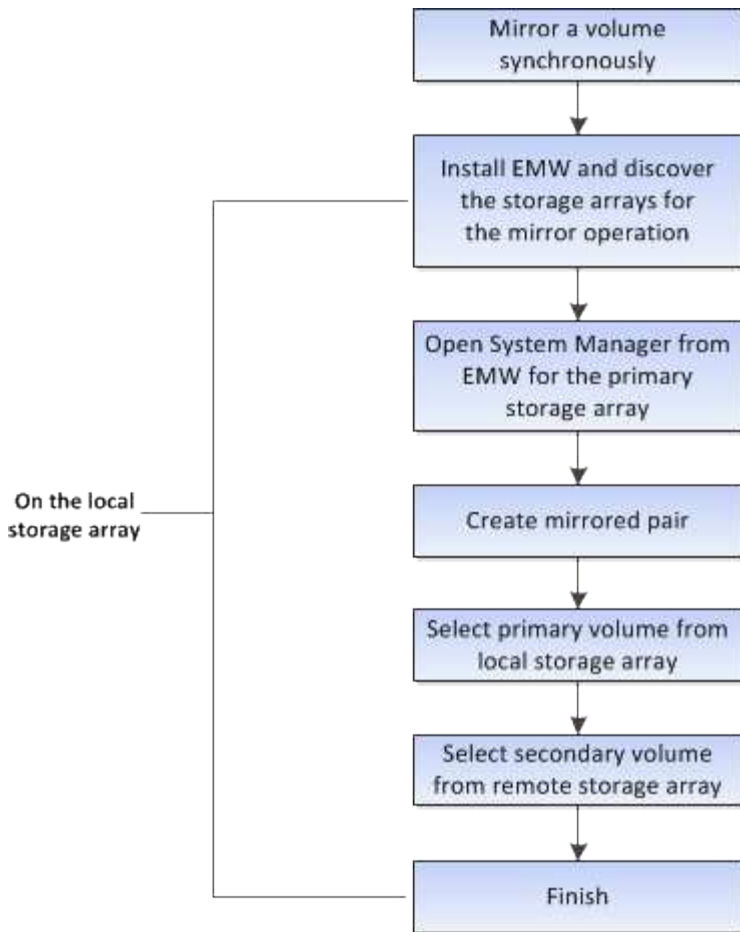 Mirror a volume
synchronously
Install EMW and discover
the storage arrays for
the mirror operation
Open System Manager from
EMW for the primary
storage array
On the local
storage array
Create mirrored pair
Select primary volume from
local storage array
Select secondary volume
from remote storage array
Finish